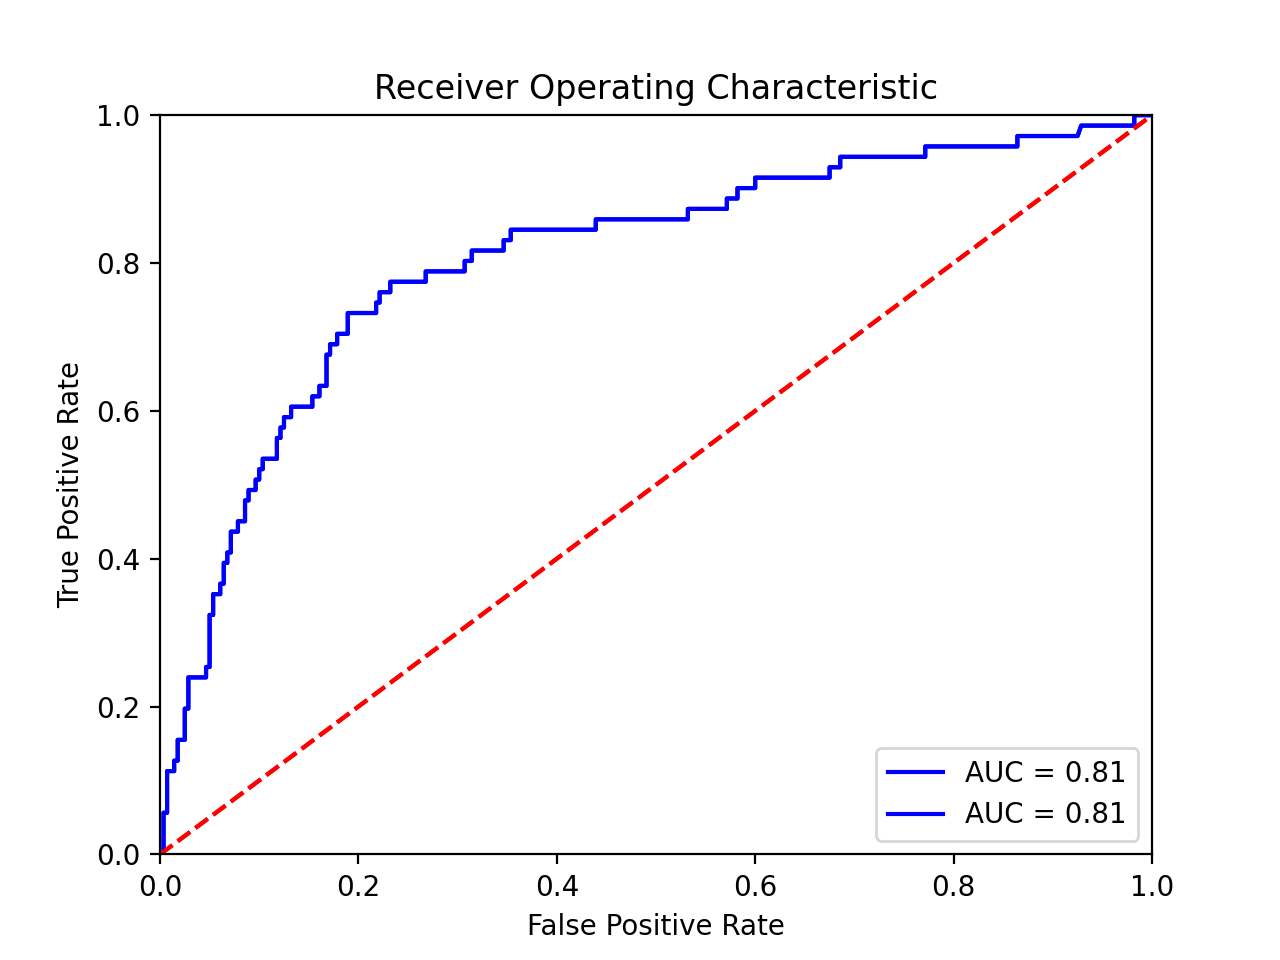 Receiver Operating Characteristic
1.0
0.8
0.6
0.4
0.2
0.0
True Positive Rate
AUC = 0.81
AUC = 0.81
0.0 0.2 0.4 0.6 0.8 1.0
False Positive Rate